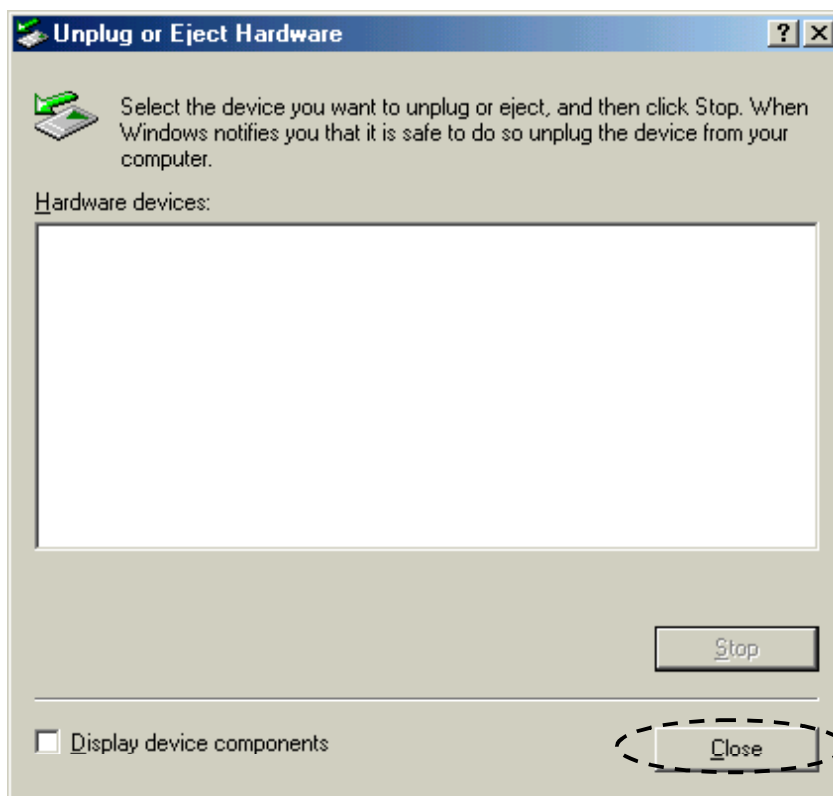 Unplug or Eject Hardware
Select the device you want to unplug or eject, and then click Stop. When
Windows notifies you that it is safe to do so unplug the device from your
computer.
Hardware devices:
Stop
Display device components
Close